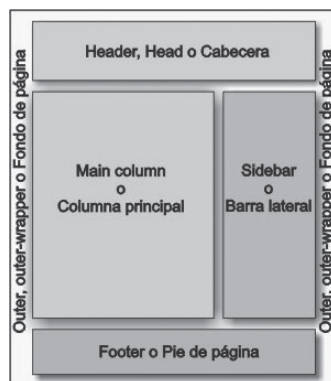 Header, Head o Cabecera
Outer, outer-wrapper o Fondo de página
Main column
o
Columna principal
Sidebar
o
Barra lateral
Outer, outer-wrapper o Fondo de página
Footer o Pie de página